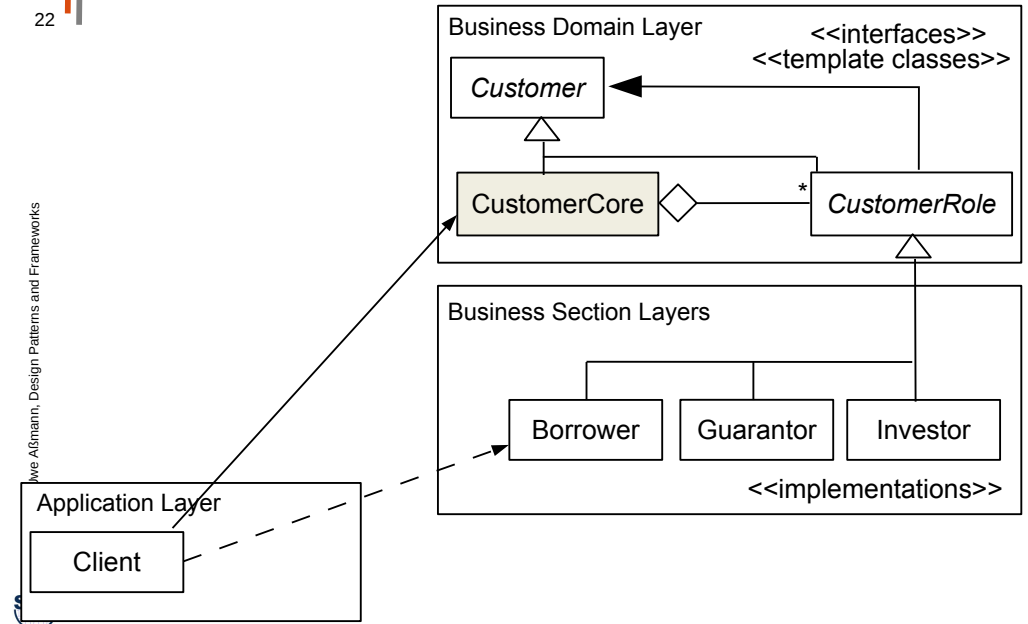 22
Business Domain Layer
<<interfaces>>
<<template classes>>
Customer
CustomerCore
*
CustomerRole
Business Section Layers
Borrower
Guarantor
Investor
<<implementations>>
Application Layer
Client
Aßmann, Design Patterns and Frameworks